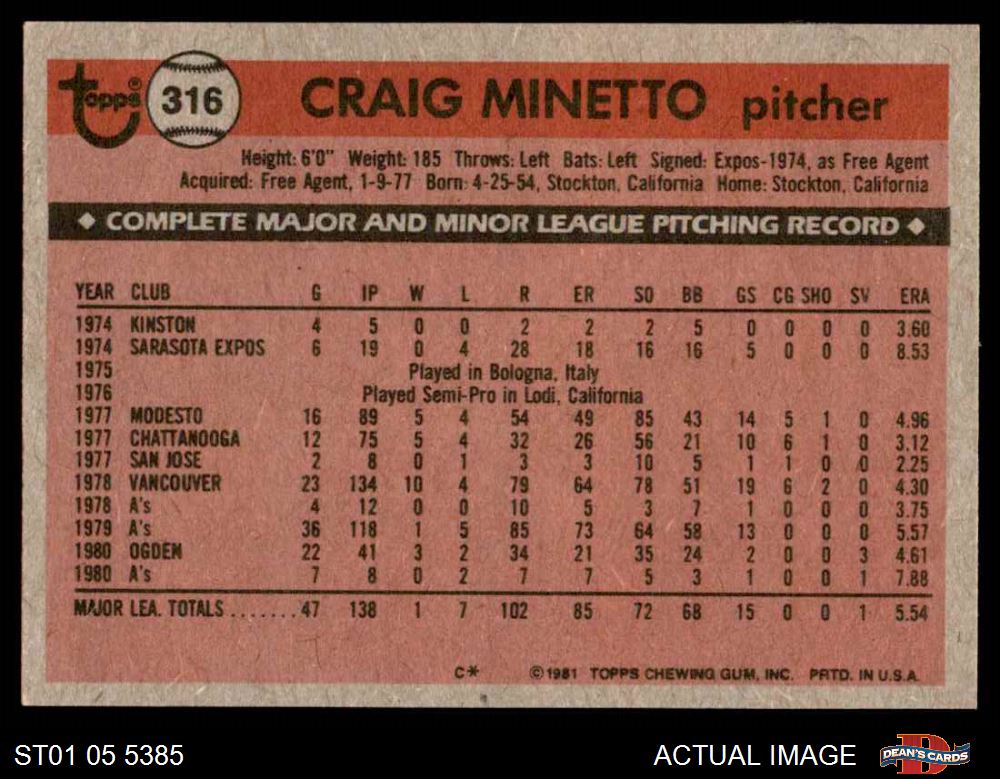 topps® 316 CRAIG MINETTO pitcher
Height: 6'0" Weight: 185 Throws: Left Bats: Left Signed: Expos-1974, as Free Agent
Acquired: Free Agent, 1-9-77 Born: 4-25-54, Stockton, California Home: Stockton, California
◆ COMPLETE MAJOR AND MINOR LEAGUE PITCHING RECORD ◆
YEAR CLUB G IP W L R ER SO BB GS CG SHO SV ERA
1974 KINSTON 4 5 0 0 2 2 2 5 0 0 0 0 3.60
1974 SARASOTA EXPOS 6 19 0 4 28 18 16 16 5 0 0 0 8.53
1975 Played in Bologna, Italy
1976 Played Semi-Pro in Lodi, California
1977 MODESTO 16 89 5 4 54 49 85 43 14 5 1 0 4.96
1977 CHATTANOOGA 12 75 5 4 32 26 56 21 10 6 1 0 3.12
1977 SAN JOSE 2 8 0 1 3 3 10 5 1 1 0 0 2.25
1978 VANCOUVER 23 134 10 4 79 64 78 51 19 6 2 0 4.30
1978 A's 4 12 0 0 10 5 3 7 1 0 0 0 3.75
1979 A's 36 118 1 5 85 73 64 58 13 0 0 0 5.57
1980 OGDEN 22 41 3 2 34 21 35 24 2 0 0 3 4.61
1980 A's 7 8 0 2 7 7 5 3 1 0 0 1 7.88
MAJOR LEA. TOTALS.......47 138 1 7 102 85 72 68 15 0 0 1 5.54
C* ©1981 TOPPS CHEWING GUM, INC. PRTD. IN U.S.A.
ST01 05 5385 ACTUAL IMAGE DEAN'S CARDS